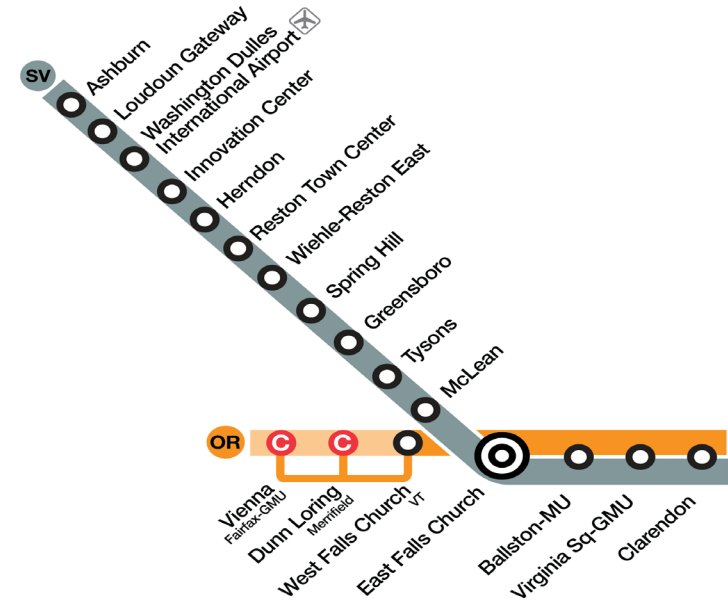 SV
Ashburn
Loudoun Gateway
Washington Dulles
International Airport
Innovation Center
Herndon
Reston Town Center
Wiehle-Reston East
Spring Hill
Greensboro
Tysons
McLean
OR
C
C
Vienna
Fairfax-GMU
Dunn Loring
Merrifield
West Falls Church
VT
East Falls Church
Ballston-MU
Virginia Sq-GMU
Clarendon